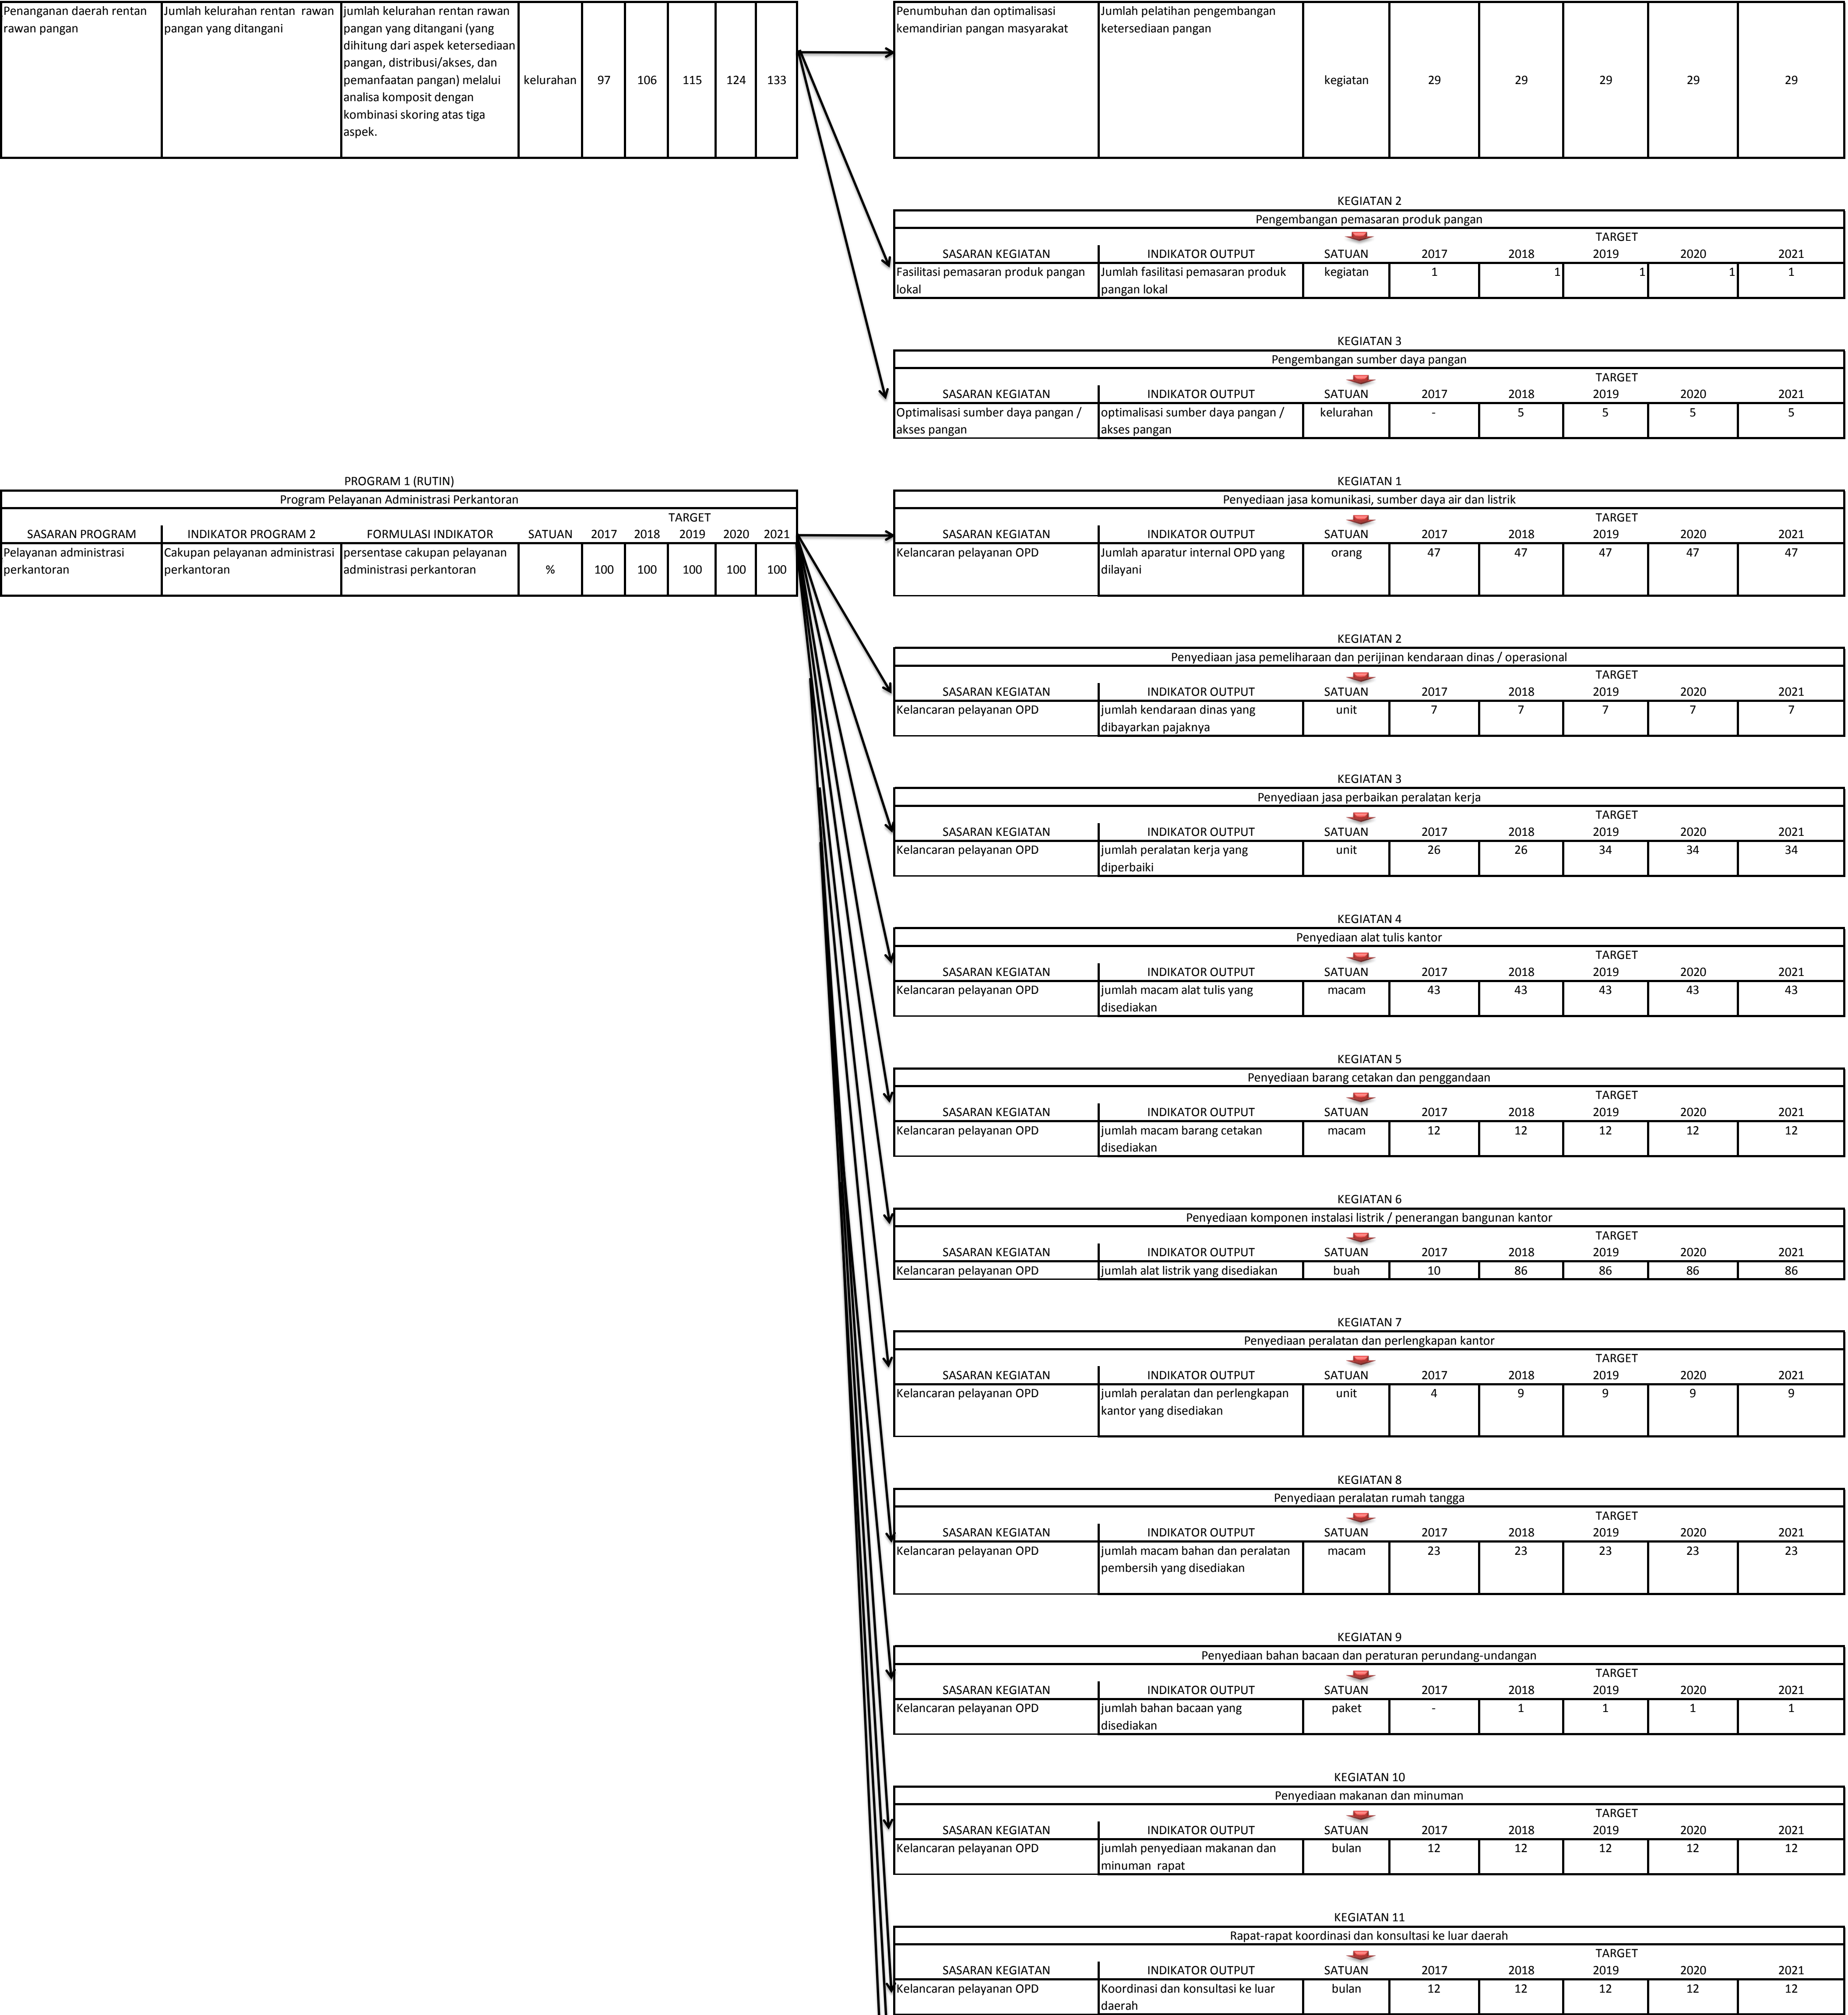 Penanganan daerah rentan
rawan pangan
Jumlah kelurahan rentan  rawan
pangan yang ditangani
jumlah kelurahan rentan rawan
pangan yang ditangani (yang
dihitung dari aspek ketersediaan
pangan, distribusi/akses, dan
pemanfaatan pangan) melalui
analisa komposit dengan
kombinasi skoring atas tiga
aspek.
kelurahan 97 106 115 124 133
Penumbuhan dan optimalisasi
kemandirian pangan masyarakat
Jumlah pelatihan pengembangan
ketersediaan pangan
kegiatan 29 29 29 29 29
KEGIATAN 2
Pengembangan pemasaran produk pangan
TARGET
SASARAN KEGIATAN INDIKATOR OUTPUT SATUAN 2017 2018 2019 2020 2021
Fasilitasi pemasaran produk pangan
lokal
Jumlah fasilitasi pemasaran produk
pangan lokal
kegiatan 1 1 1 1 1
KEGIATAN 3
Pengembangan sumber daya pangan
TARGET
SASARAN KEGIATAN INDIKATOR OUTPUT SATUAN 2017 2018 2019 2020 2021
Optimalisasi sumber daya pangan /
akses pangan
optimalisasi sumber daya pangan /
akses pangan
kelurahan - 5 5 5 5
PROGRAM 1 (RUTIN)
Program Pelayanan Administrasi Perkantoran
TARGET
SASARAN PROGRAM INDIKATOR PROGRAM 2 FORMULASI INDIKATOR SATUAN 2017 2018 2019 2020 2021
Pelayanan administrasi
perkantoran
Cakupan pelayanan administrasi
perkantoran
persentase cakupan pelayanan
administrasi perkantoran
% 100 100 100 100 100
KEGIATAN 1
Penyediaan jasa komunikasi, sumber daya air dan listrik
TARGET
SASARAN KEGIATAN INDIKATOR OUTPUT SATUAN 2017 2018 2019 2020 2021
Kelancaran pelayanan OPD
Jumlah aparatur internal OPD yang
dilayani
orang 47 47 47 47 47
KEGIATAN 2
Penyediaan jasa pemeliharaan dan perijinan kendaraan dinas / operasional
TARGET
SASARAN KEGIATAN INDIKATOR OUTPUT SATUAN 2017 2018 2019 2020 2021
Kelancaran pelayanan OPD
jumlah kendaraan dinas yang
dibayarkan pajaknya
unit 7 7 7 7 7
KEGIATAN 3
Penyediaan jasa perbaikan peralatan kerja
TARGET
SASARAN KEGIATAN INDIKATOR OUTPUT SATUAN 2017 2018 2019 2020 2021
Kelancaran pelayanan OPD
jumlah peralatan kerja yang
diperbaiki
unit 26 26 34 34 34
KEGIATAN 4
Penyediaan alat tulis kantor
TARGET
SASARAN KEGIATAN INDIKATOR OUTPUT SATUAN 2017 2018 2019 2020 2021
Kelancaran pelayanan OPD
jumlah macam alat tulis yang
disediakan
macam 43 43 43 43 43
KEGIATAN 5
Penyediaan barang cetakan dan penggandaan
TARGET
SASARAN KEGIATAN INDIKATOR OUTPUT SATUAN 2017 2018 2019 2020 2021
Kelancaran pelayanan OPD
jumlah macam barang cetakan
disediakan
macam 12 12 12 12 12
KEGIATAN 6
Penyediaan komponen instalasi listrik / penerangan bangunan kantor
TARGET
SASARAN KEGIATAN INDIKATOR OUTPUT SATUAN 2017 2018 2019 2020 2021
Kelancaran pelayanan OPD jumlah alat listrik yang disediakan buah 10 86 86 86 86
KEGIATAN 7
Penyediaan peralatan dan perlengkapan kantor
TARGET
SASARAN KEGIATAN INDIKATOR OUTPUT SATUAN 2017 2018 2019 2020 2021
Kelancaran pelayanan OPD
jumlah peralatan dan perlengkapan
kantor yang disediakan
unit 4 9 9 9 9
KEGIATAN 8
Penyediaan peralatan rumah tangga
TARGET
SASARAN KEGIATAN INDIKATOR OUTPUT SATUAN 2017 2018 2019 2020 2021
Kelancaran pelayanan OPD
jumlah macam bahan dan peralatan
pembersih yang disediakan
macam 23 23 23 23 23
KEGIATAN 9
Penyediaan bahan bacaan dan peraturan perundang-undangan
TARGET
SASARAN KEGIATAN INDIKATOR OUTPUT SATUAN 2017 2018 2019 2020 2021
Kelancaran pelayanan OPD
jumlah bahan bacaan yang
disediakan
paket - 1 1 1 1
KEGIATAN 10
Penyediaan makanan dan minuman
TARGET
SASARAN KEGIATAN INDIKATOR OUTPUT SATUAN 2017 2018 2019 2020 2021
Kelancaran pelayanan OPD
jumlah penyediaan makanan dan
minuman  rapat
bulan 12 12 12 12 12
KEGIATAN 11
Rapat-rapat koordinasi dan konsultasi ke luar daerah
TARGET
SASARAN KEGIATAN INDIKATOR OUTPUT SATUAN 2017 2018 2019 2020 2021
Kelancaran pelayanan OPD
Koordinasi dan konsultasi ke luar
daerah
bulan 12 12 12 12 12